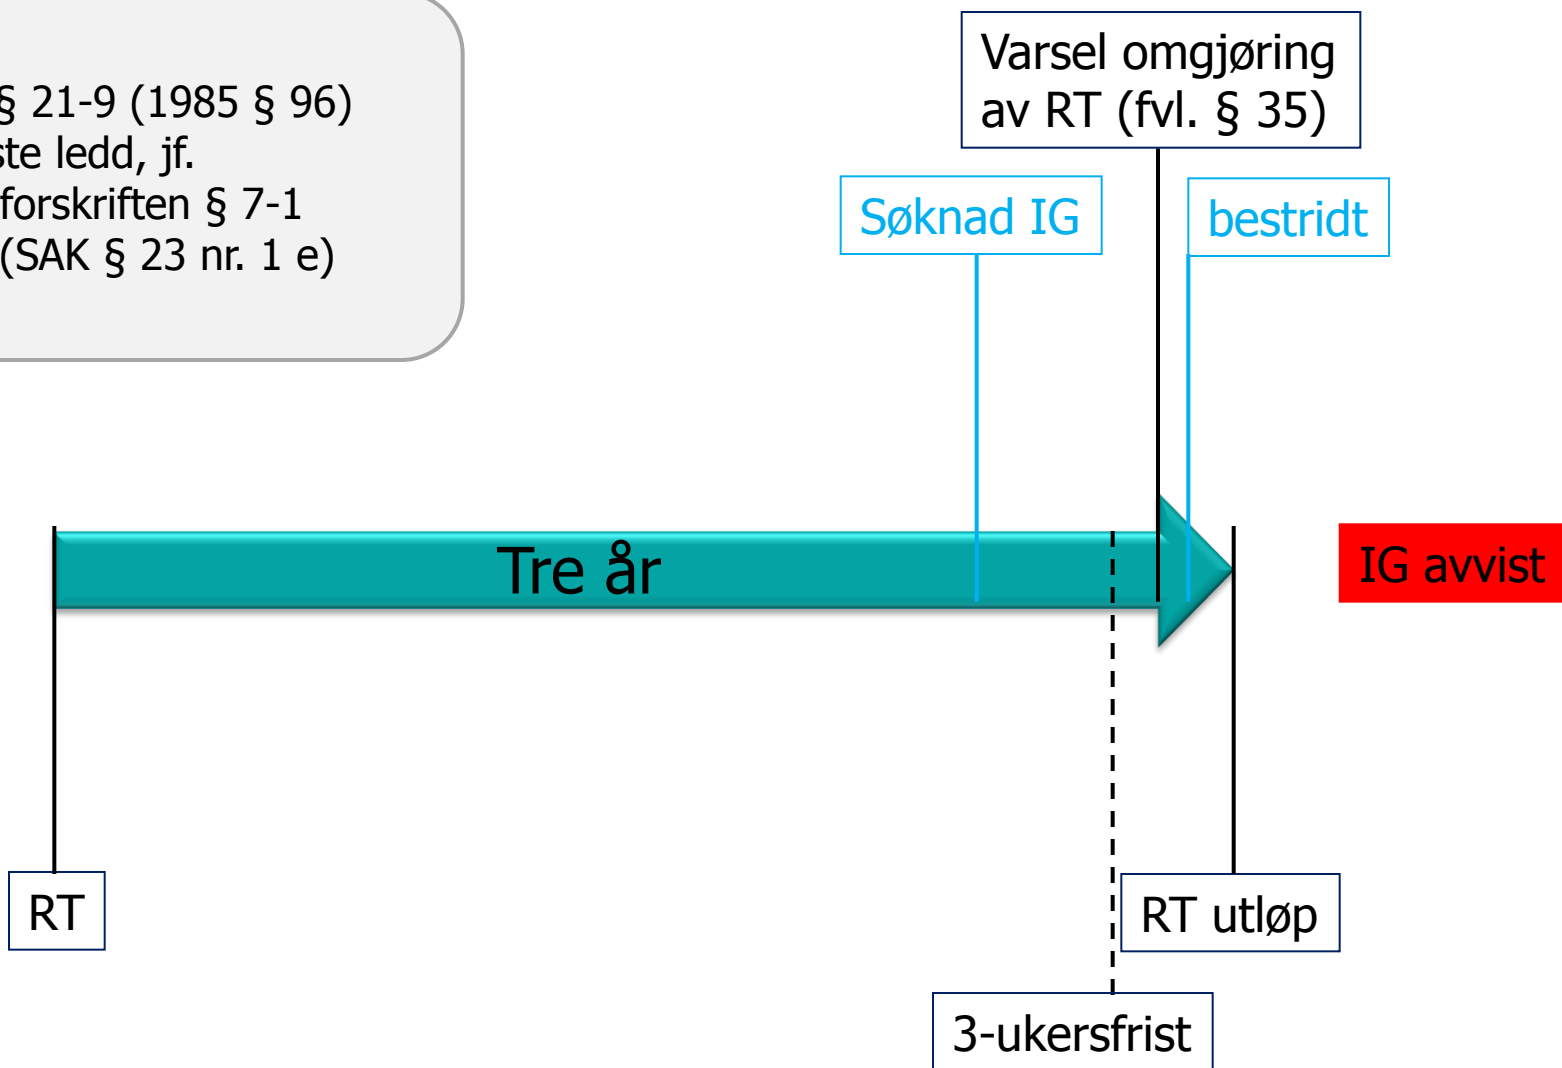 § 21-9 (1985 § 96)
ste ledd, jf.
forskriften § 7-1
(SAK § 23 nr. 1 e)
Varsel omgjøring
av RT (fvl. § 35)
Søknad IG
bestridt
Tre år
IG avvist
RT
RT utløp
3-ukersfrist